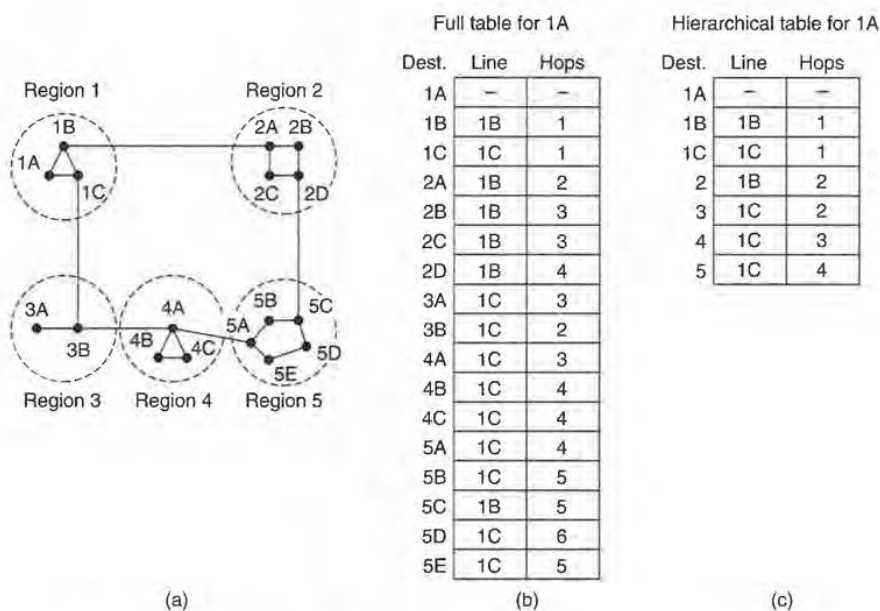 Full table for 1A
Hierarchical table for 1A
Dest. Line Hops
Dest. Line Hops
Region 1
Region 2
1B
1A
1C
2A 2B
2C 2D
3A
3B
4A
4B 4C
5B 5C
5A
5D
5E
Region 3 Region 4 Region 5
1A – –
1B 1B 1
1C 1C 1
2A 1B 2
2B 1B 3
2C 1B 3
2D 1B 4
3A 1C 3
3B 1C 2
4A 1C 3
4B 1C 4
4C 1C 4
5A 1C 4
5B 1C 5
5C 1B 5
5D 1C 6
5E 1C 5
1A – –
1B 1B 1
1C 1C 1
2 1B 2
3 1C 2
4 1C 3
5 1C 4
(a) (b) (c)